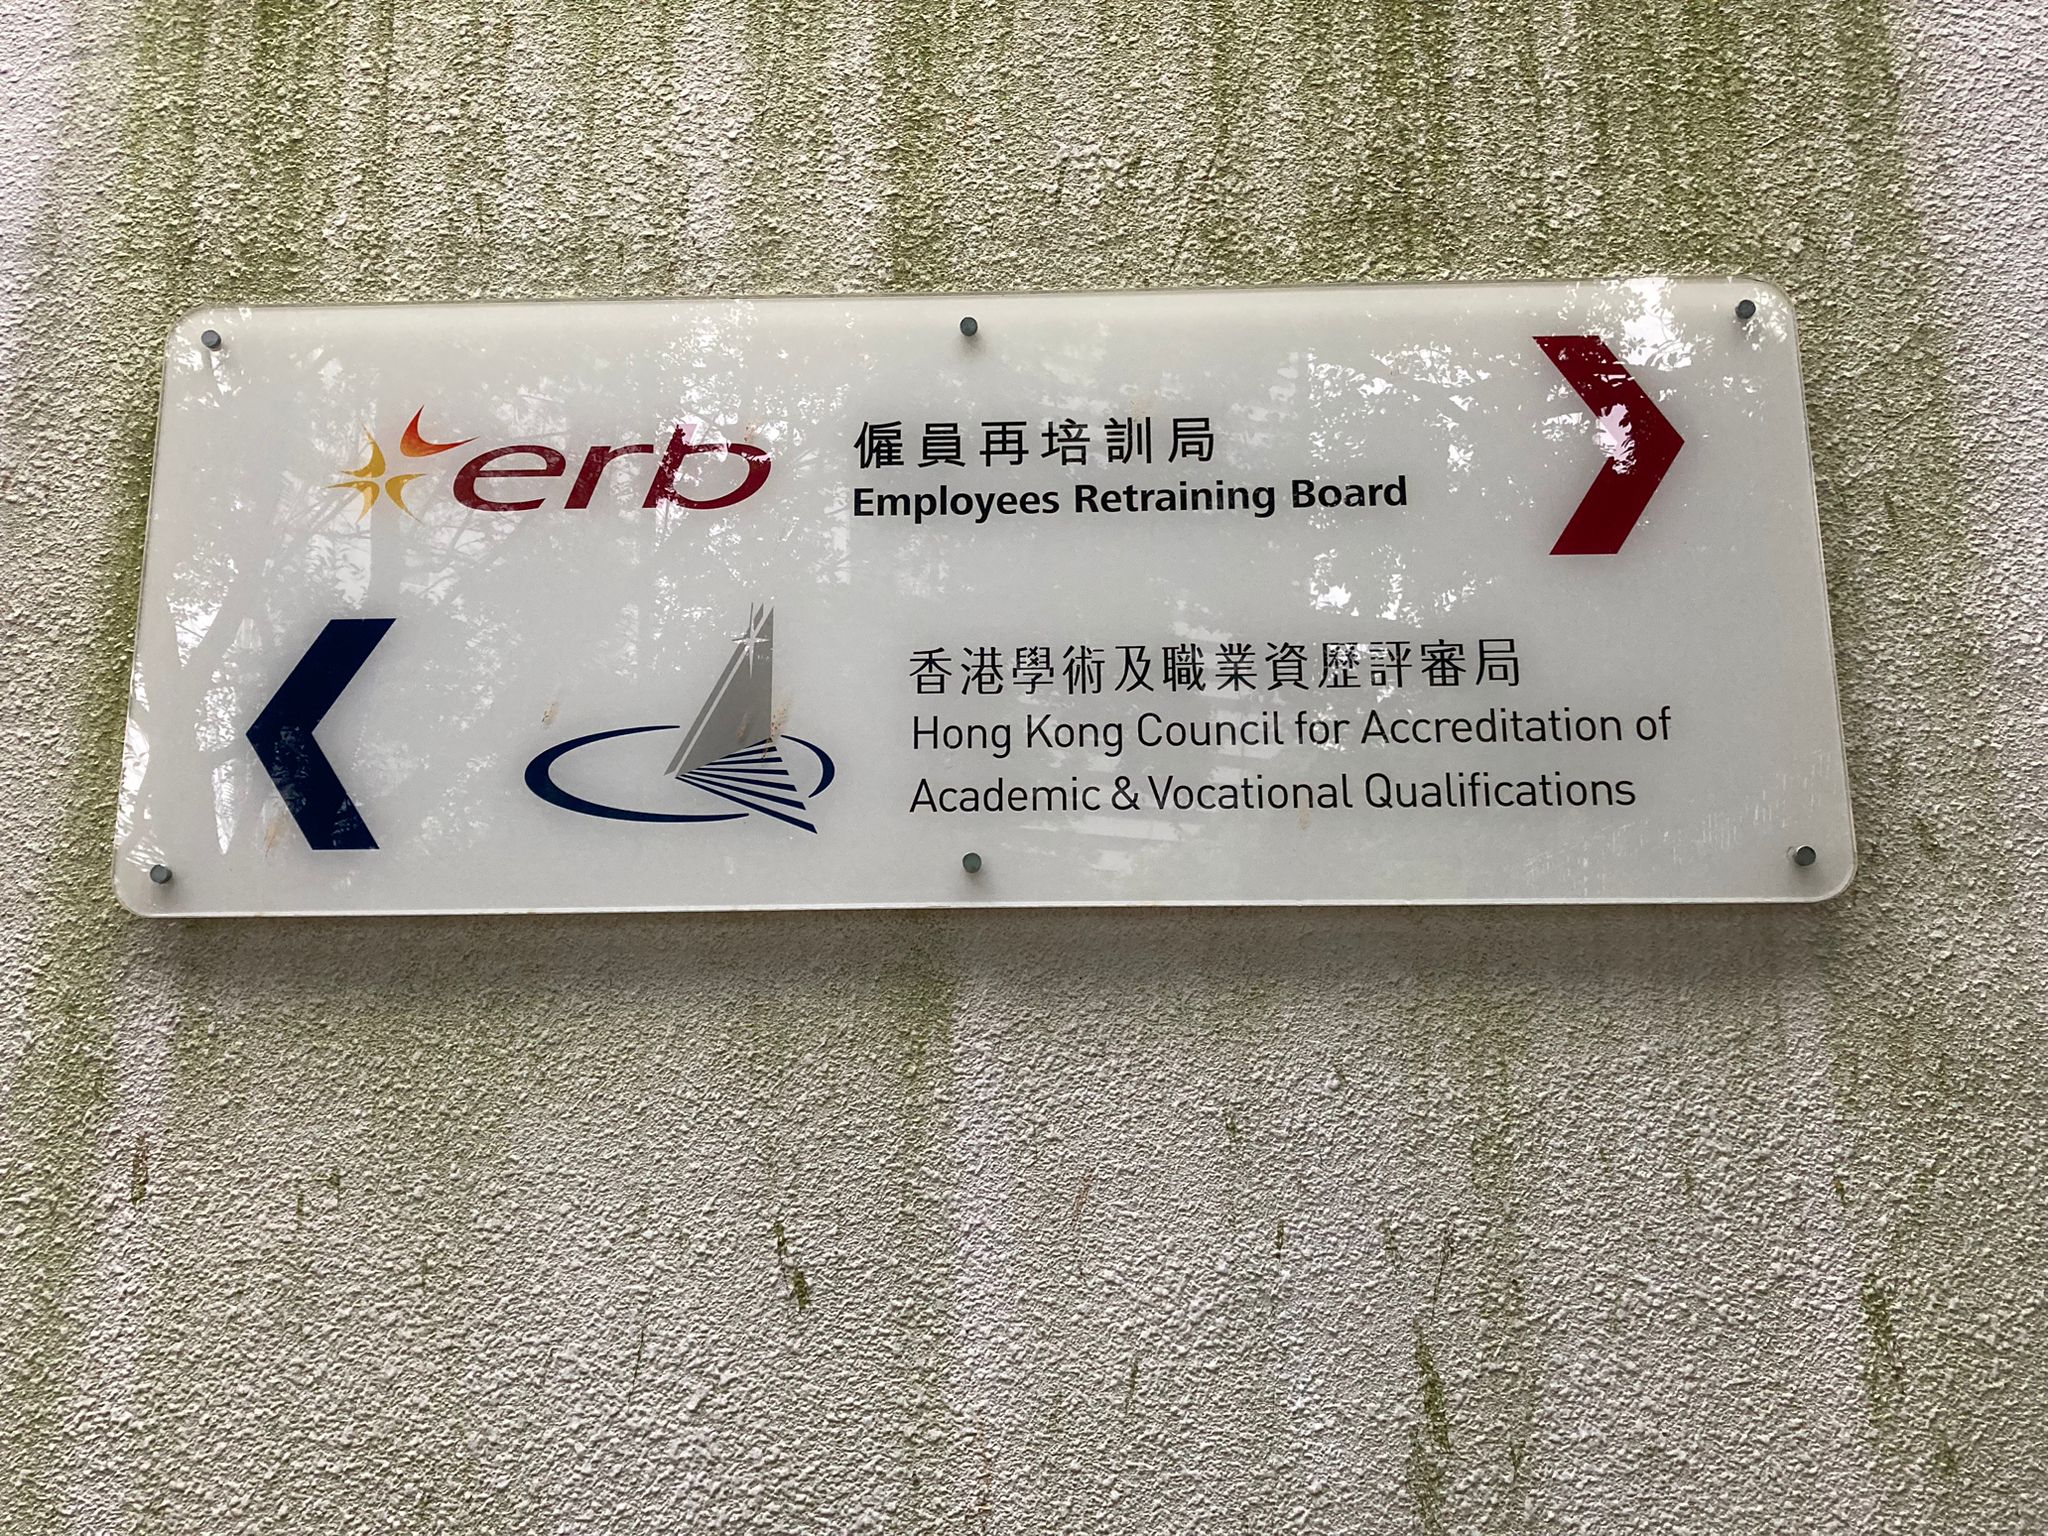 erb
僱員再培訓局
Employees Retraining Board
香港學術及職業資歷評審局
Hong Kong Council for Accreditation of
Academic & Vocational Qualifications